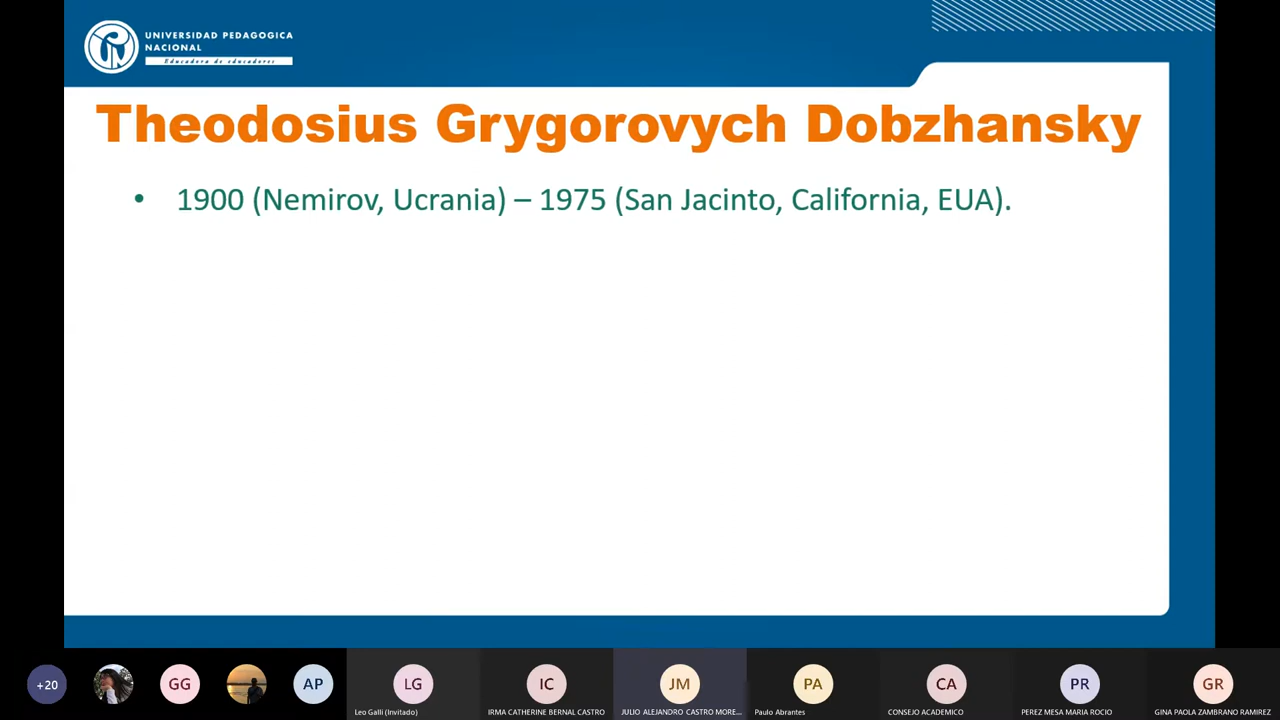 UNIVERSIDAD PEDAGOGICA
NACIONAL
Educadora de educadores
Theodosius Grygorovych Dobzhansky
• 1900 (Nemirov, Ucrania) – 1975 (San Jacinto, California, EUA).
+20
GG
AP
LG
IC
JM
PA
CA
PR
GR
Leo Galli (Invitado)
IRMA CATHERINE BERNAL CASTRO
JULIO ALEJANDRO CASTRO MORE...
Paulo Abrantes
CONSEJO ACADEMICO
PEREZ MESA MARIA ROCIO
GINA PAOLA ZAMBRANO RAMIREZ